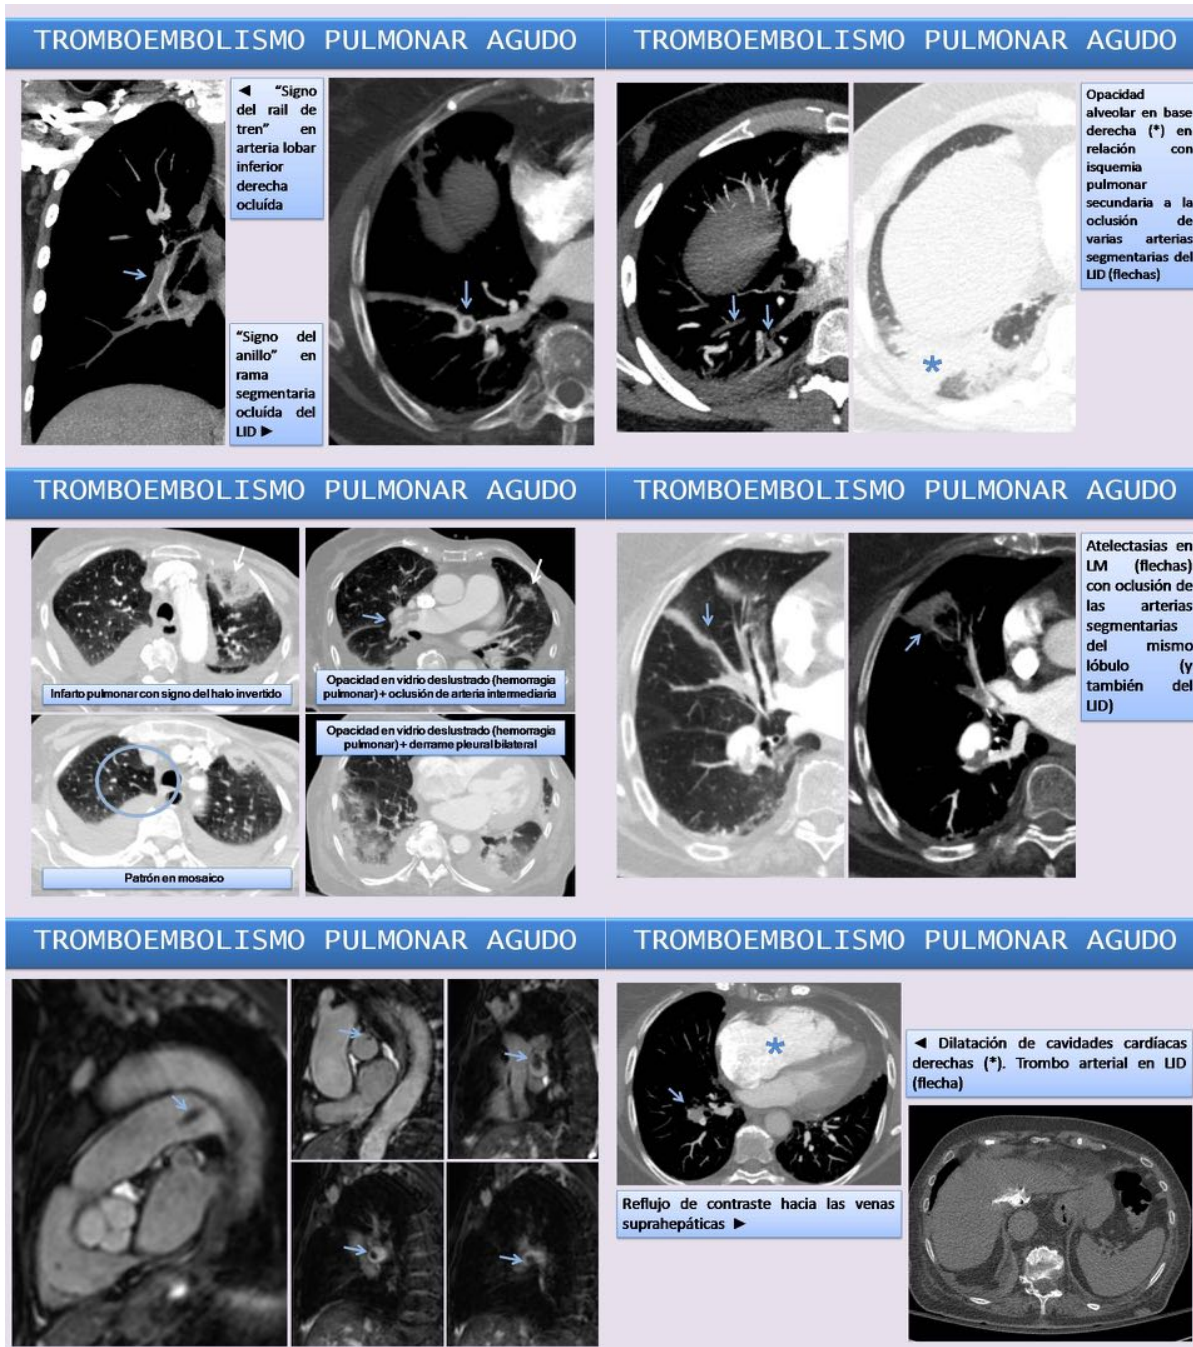 TROMBOEMBOLISMO PULMONAR AGUDO
◄ "Signo
del rail de
tren" en
arteria lobar
inferior
derecha
ocluída
"Signo del
anillo" en
rama
segmentaria
ocluída del
LID ►
TROMBOEMBOLISMO PULMONAR AGUDO
Opacidad
alveolar en base
derecha (*) en
relación con
isquemia
pulmonar
secundaria a la
oclusión de
varias arterias
segmentarias del
LID (flechas)
*
TROMBOEMBOLISMO PULMONAR AGUDO
Infarto pulmonar con signo del halo invertido
Opacidad en vidrio deslustrado (hemorragia
pulmonar) + oclusión de arteria intermediaria
Patrón en mosaico
Opacidad en vidrio deslustrado (hemorragia
pulmonar) + derrame pleural bilateral
TROMBOEMBOLISMO PULMONAR AGUDO
Atelectasias en
LM (flechas)
con oclusión de
las arterias
segmentarias
del mismo
lóbulo (y
también del
LID)
TROMBOEMBOLISMO PULMONAR AGUDO
TROMBOEMBOLISMO PULMONAR AGUDO
*
◄ Dilatación de cavidades cardíacas
derechas (*). Trombo arterial en LID
(flecha)
Reflujo de contraste hacia las venas
suprahepáticas ►